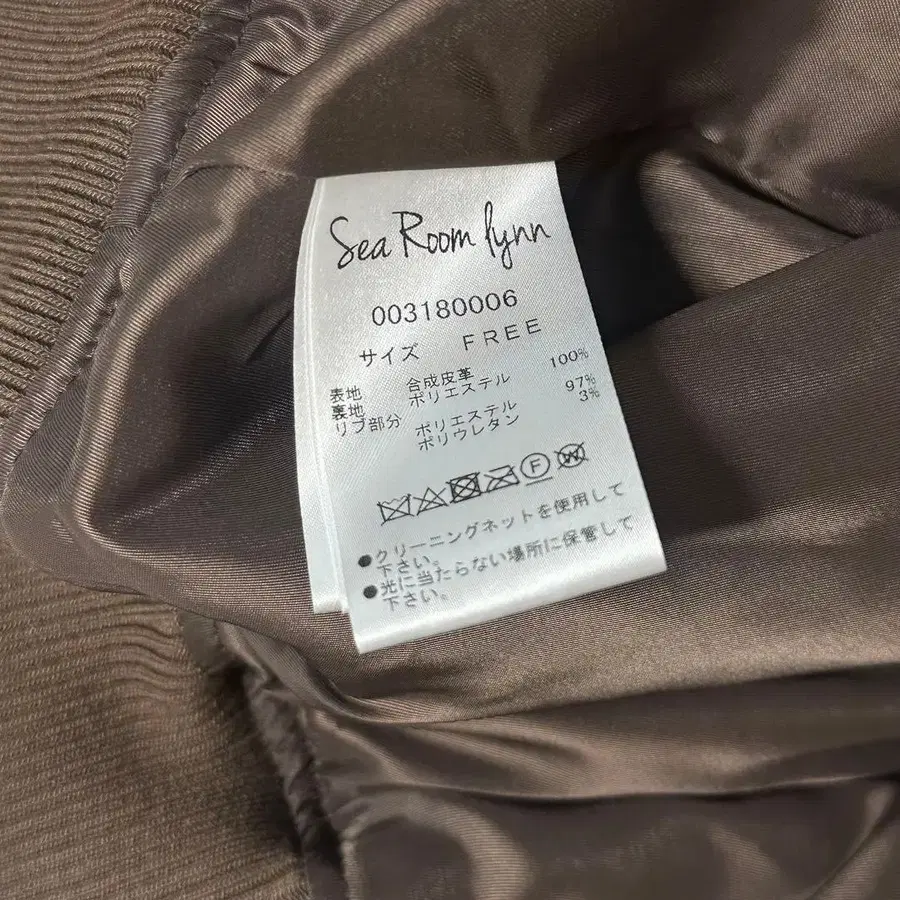 Sea Room lynn
003180006
サイズ FREE
表地 合成皮革
裏地 ポリエステル 100%
リブ部分 ポリエステル 97%
ポリウレタン 3%
F W
●クリーニングネットを使用して
下さい。
●光に当たらない場所に保管して
下さい。